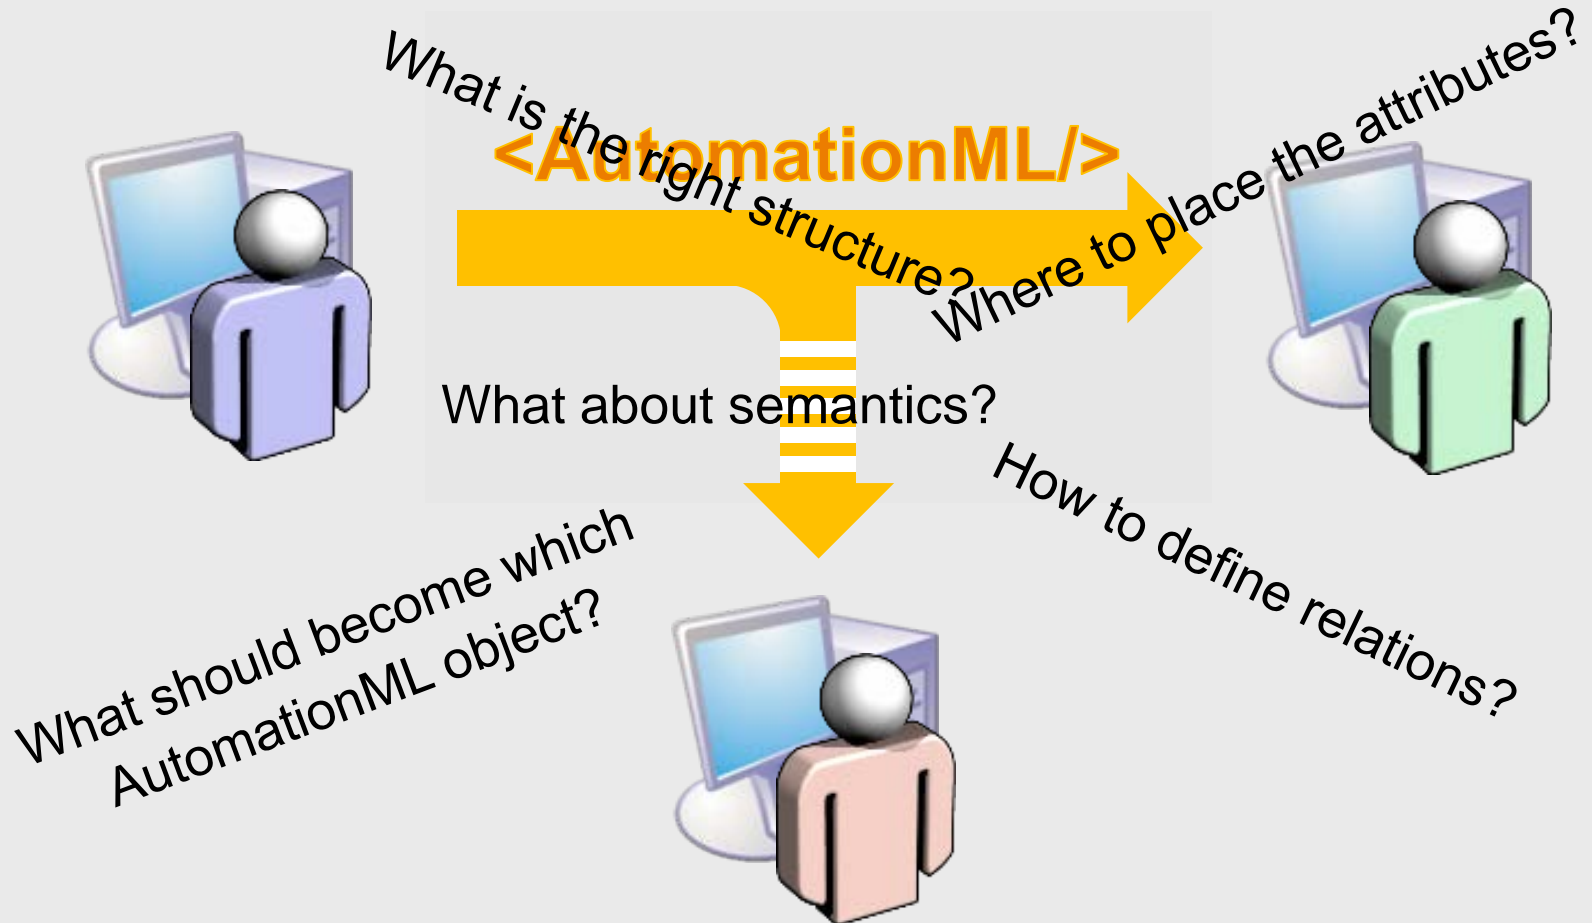 What is the right structure?
<AutomationML/>
Where to place the attributes?
What about semantics?
How to define relations?
What should become which
AutomationML object?